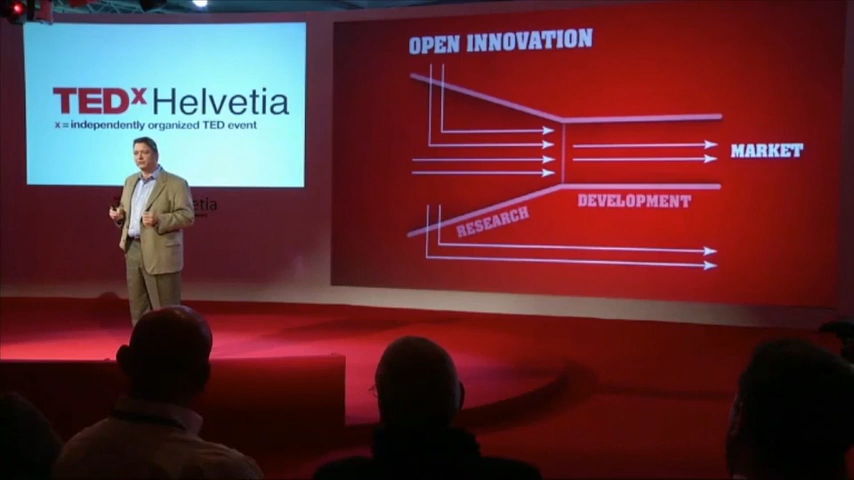 TEDxHelvetia
x = independently organized TED event
OPEN INNOVATION
MARKET
DEVELOPMENT
RESEARCH